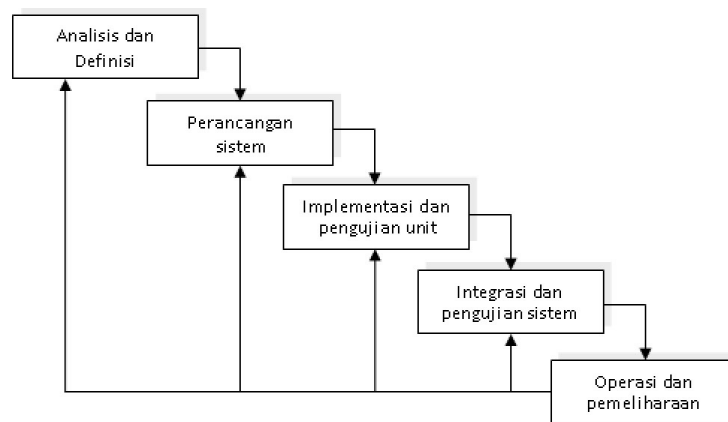 Analisis dan
Definisi
Perancangan
sistem
Implementasi dan
pengujian unit
Integrasi dan
pengujian sistem
Operasi dan
pemeliharaan